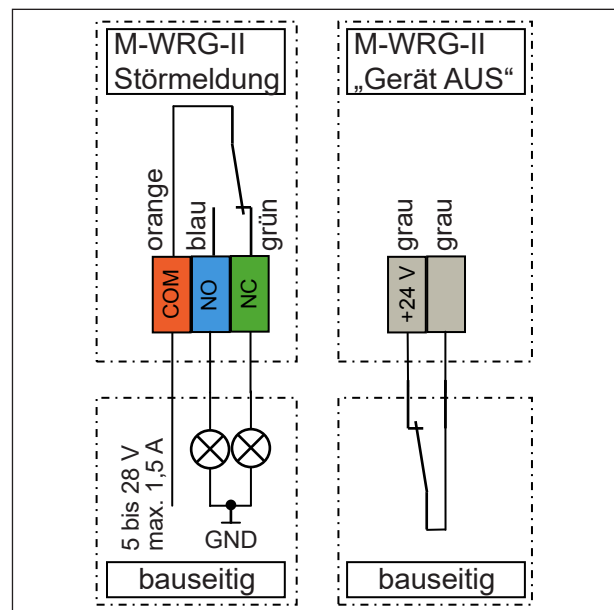 M-WRG-II
Störmeldung
orange
blau
grün
COM
NO
NC
5 bis 28 V
max. 1,5 A
GND
bauseitig
M-WRG-II
„Gerät AUS“
grau
grau
+24 V
bauseitig